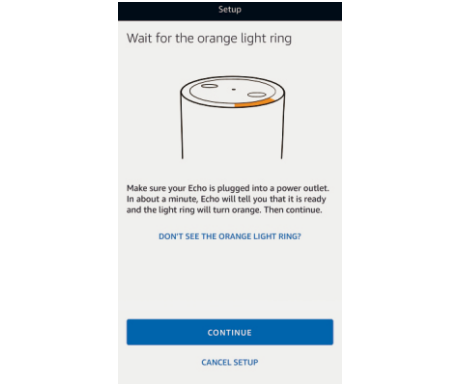 Setup
Wait for the orange light ring
Make sure your Echo is plugged into a power outlet.
In about a minute, Echo will tell you that it is ready
and the light ring will turn orange. Then continue.
DON'T SEE THE ORANGE LIGHT RING?
CONTINUE
CANCEL SETUP